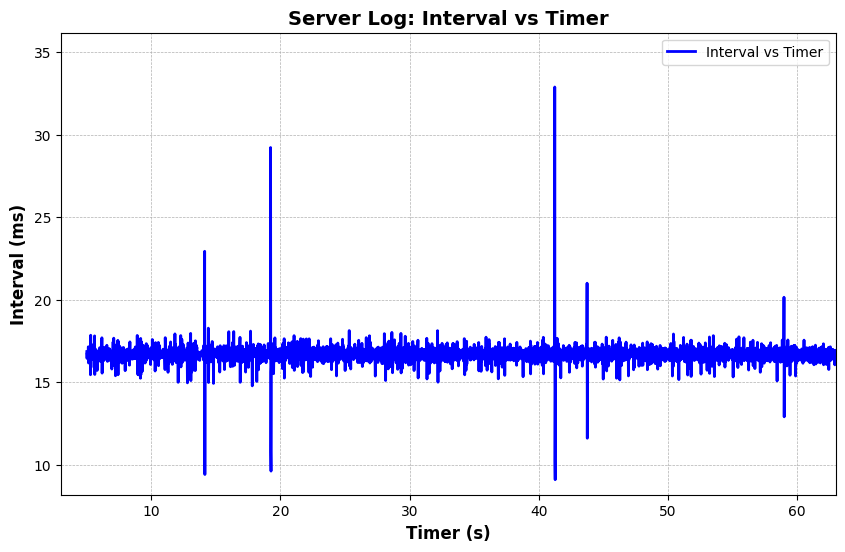 Server Log: Interval vs Timer
Interval vs Timer
35
30
25
20
15
10
Interval (ms)
10 20 30 40 50 60
Timer (s)